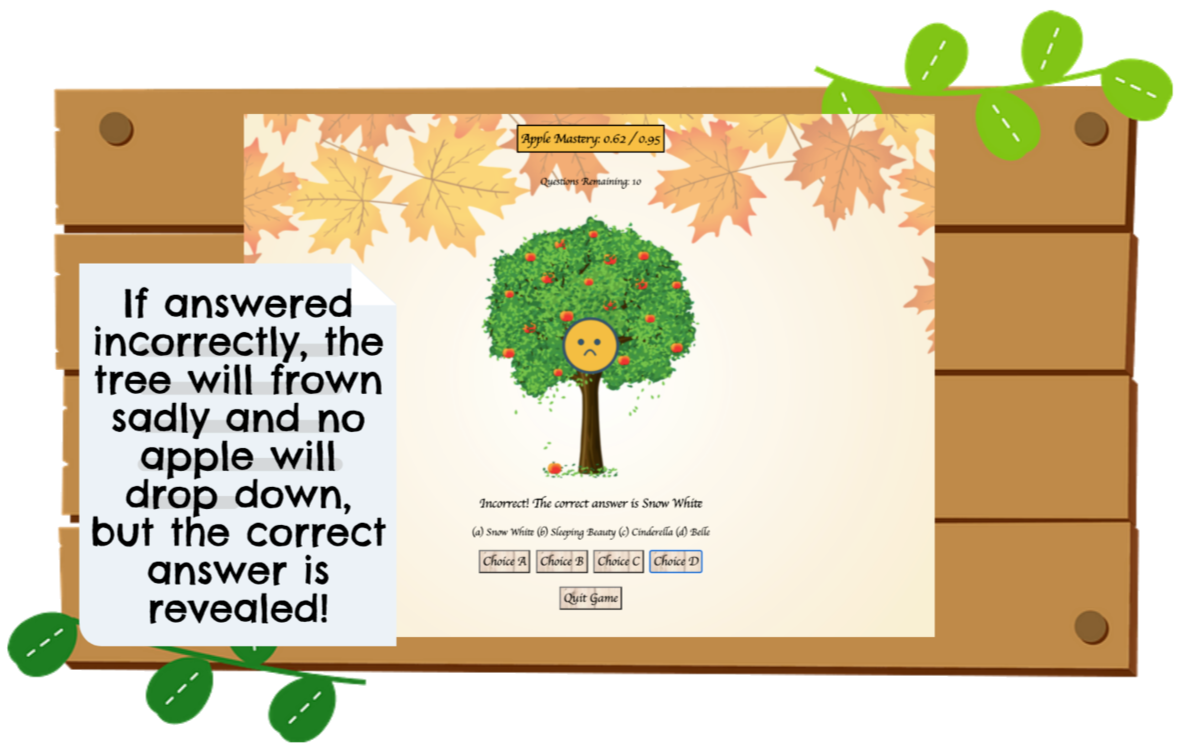 Apple Mastery: 0.62 / 0.95
Questions Remaining: 10
If answered
incorrectly, the
tree will frown
sadly and no
apple will
drop down,
but the correct
answer is
revealed!
Incorrect! The correct answer is Snow White
(a) Snow White (b) Sleeping Beauty (c) Cinderella (d) Belle
Choice A Choice B Choice C Choice D
Quit Game